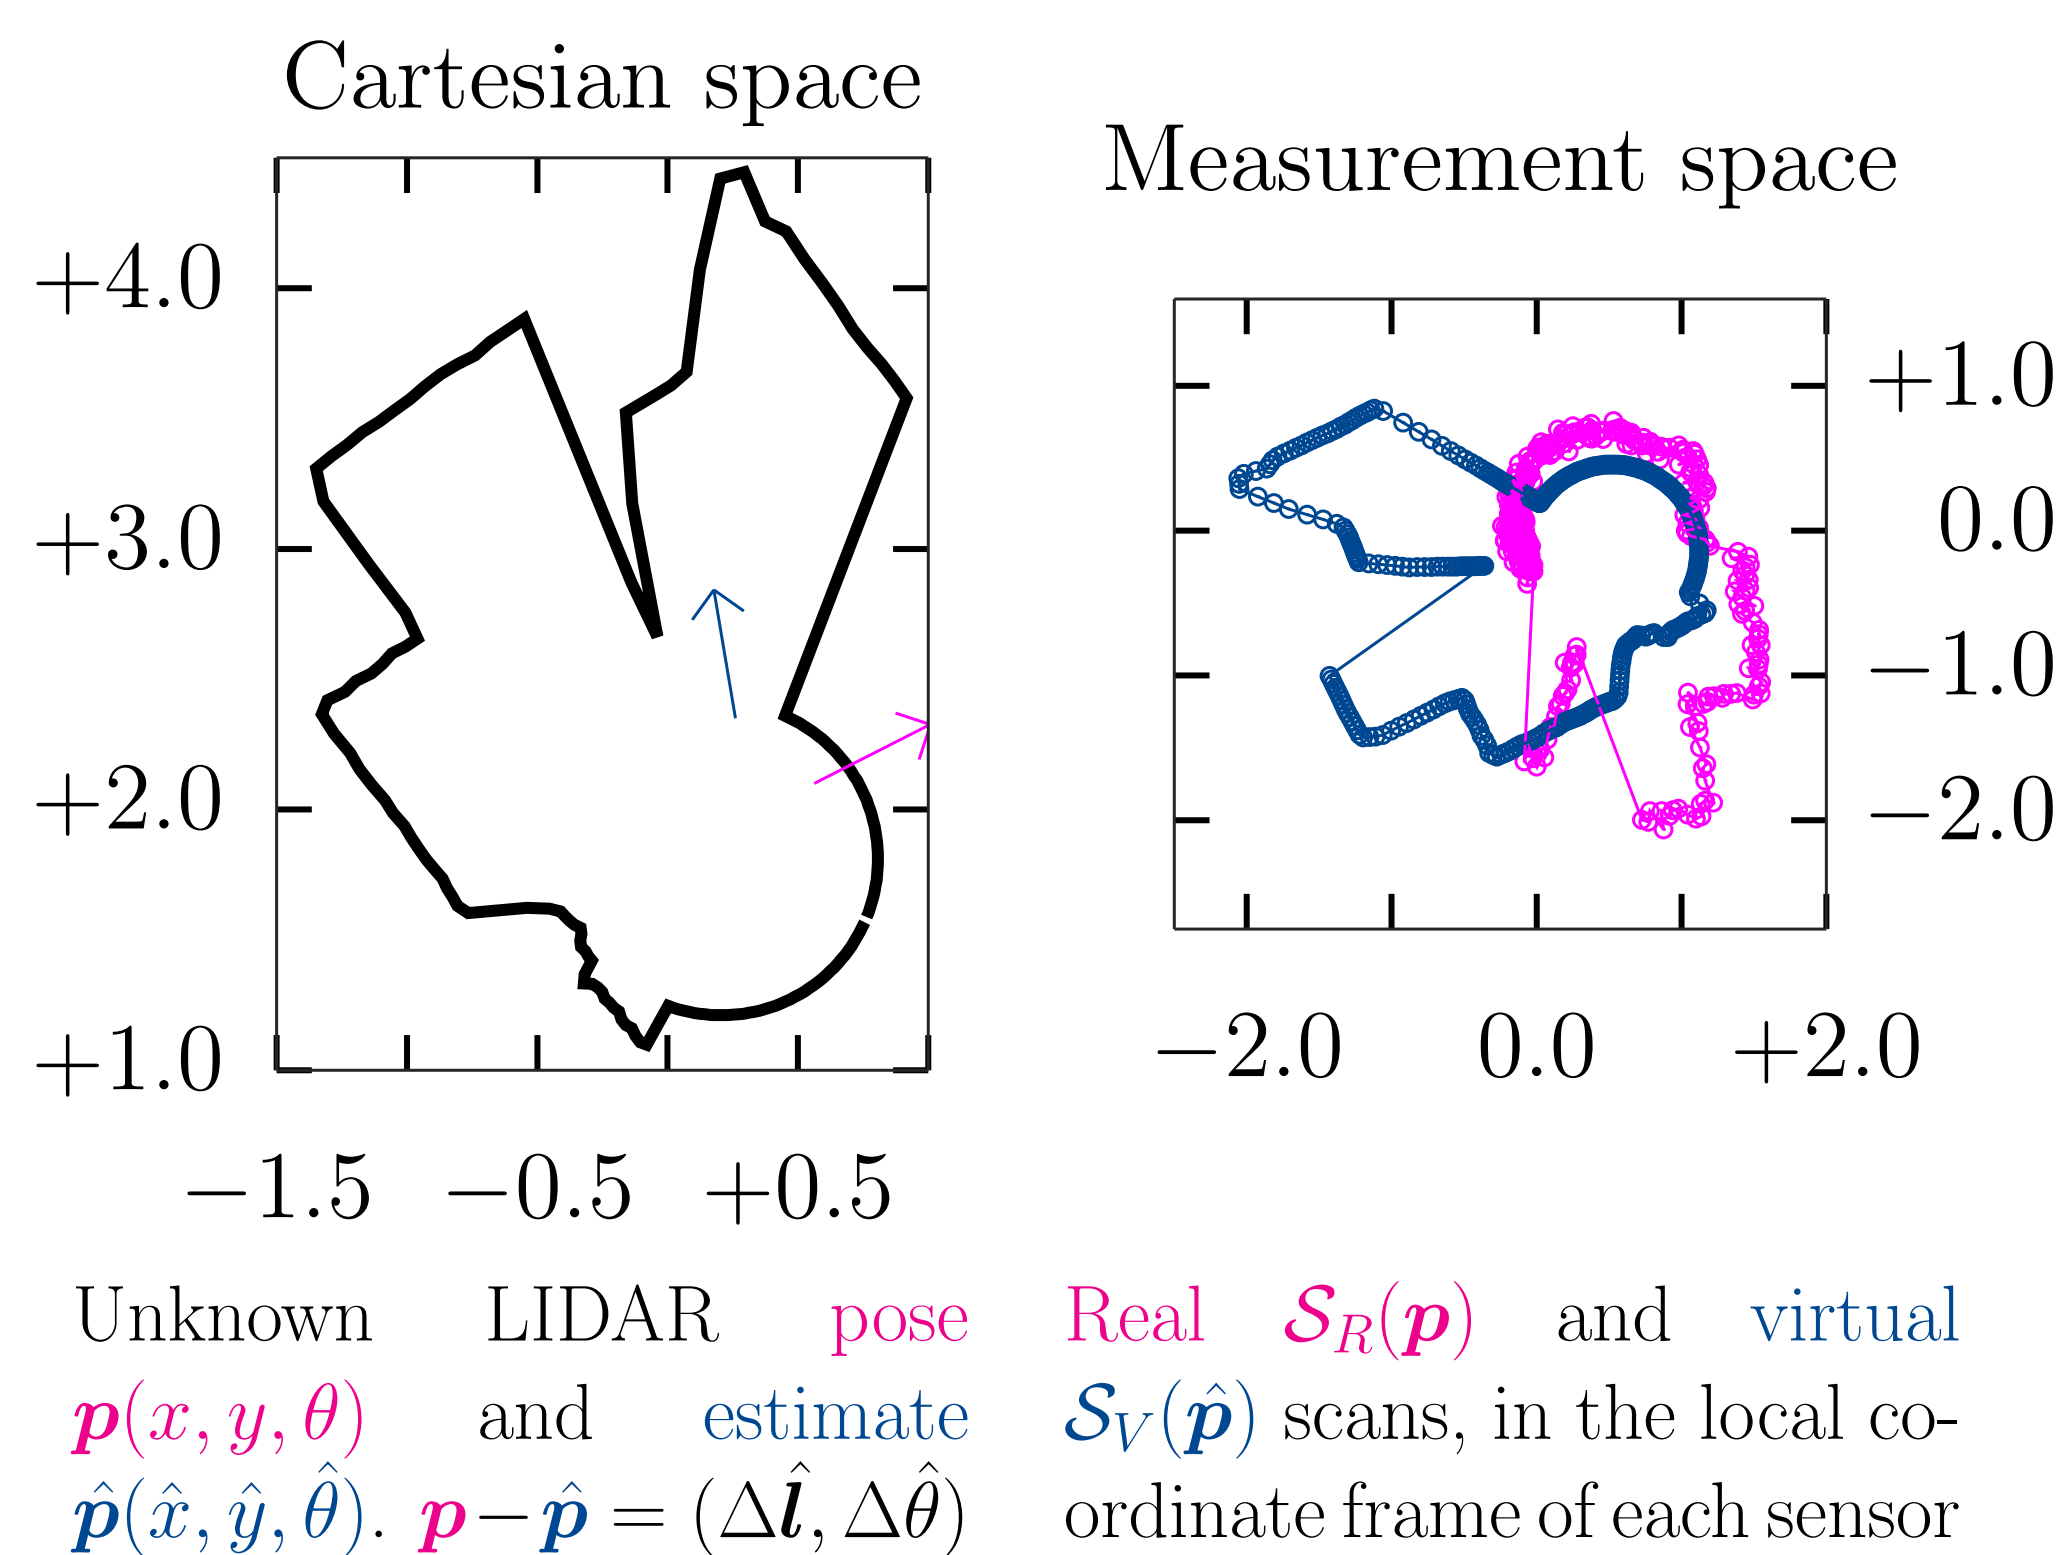 Cartesian space
+4.0
+3.0
+2.0
+1.0
−1.5 −0.5 +0.5
Measurement space
+1.0
0.0
−1.0
−2.0
−2.0 0.0 +2.0
Unknown LIDAR pose
p(x, y, θ) and estimate
p̂(x̂, ŷ, θ̂). p−p̂ = (Δl̂, Δθ̂)
Real 𝒮_R(p) and virtual
𝒮_V(p̂) scans, in the local co-
ordinate frame of each sensor